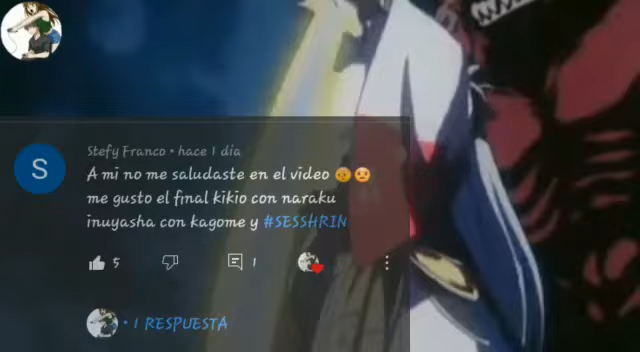 S
Stefy Franco • hace 1 día
A mi no me saludaste en el video 🤕😢
me gusto el final kikio con naraku
inuyasha con kagome y #SESSHRIN
5 1
• 1 RESPUESTA